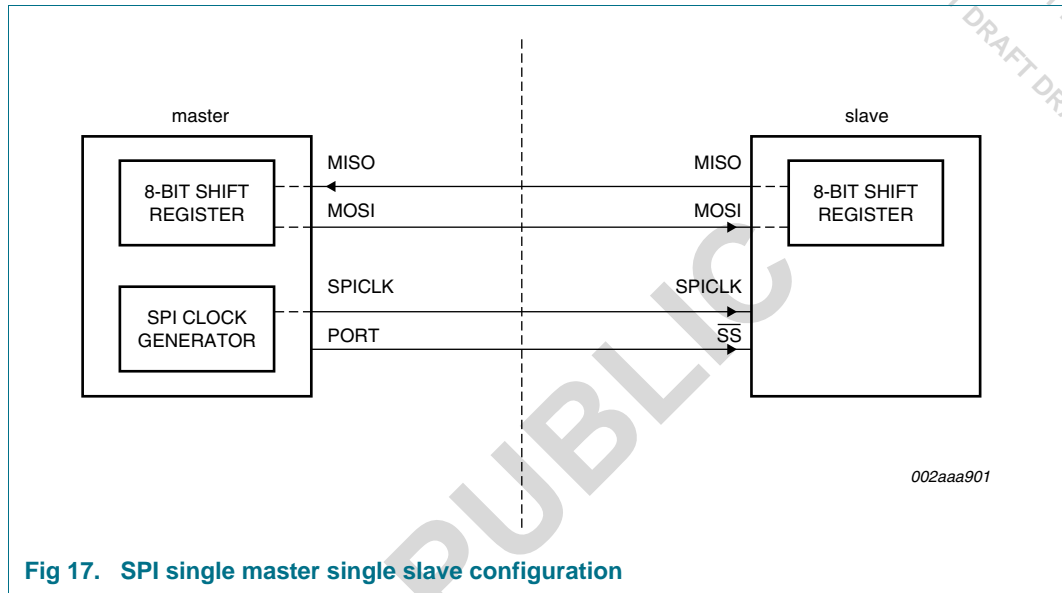 DRAFT DRAFT
master
slave
8-BIT SHIFT
REGISTER
MISO
MISO
8-BIT SHIFT
REGISTER
MOSI
MOSI
SPI CLOCK
GENERATOR
SPICLK
SPICLK
PORT
SS
PUBLIC
002aaa901
Fig 17. SPI single master single slave configuration